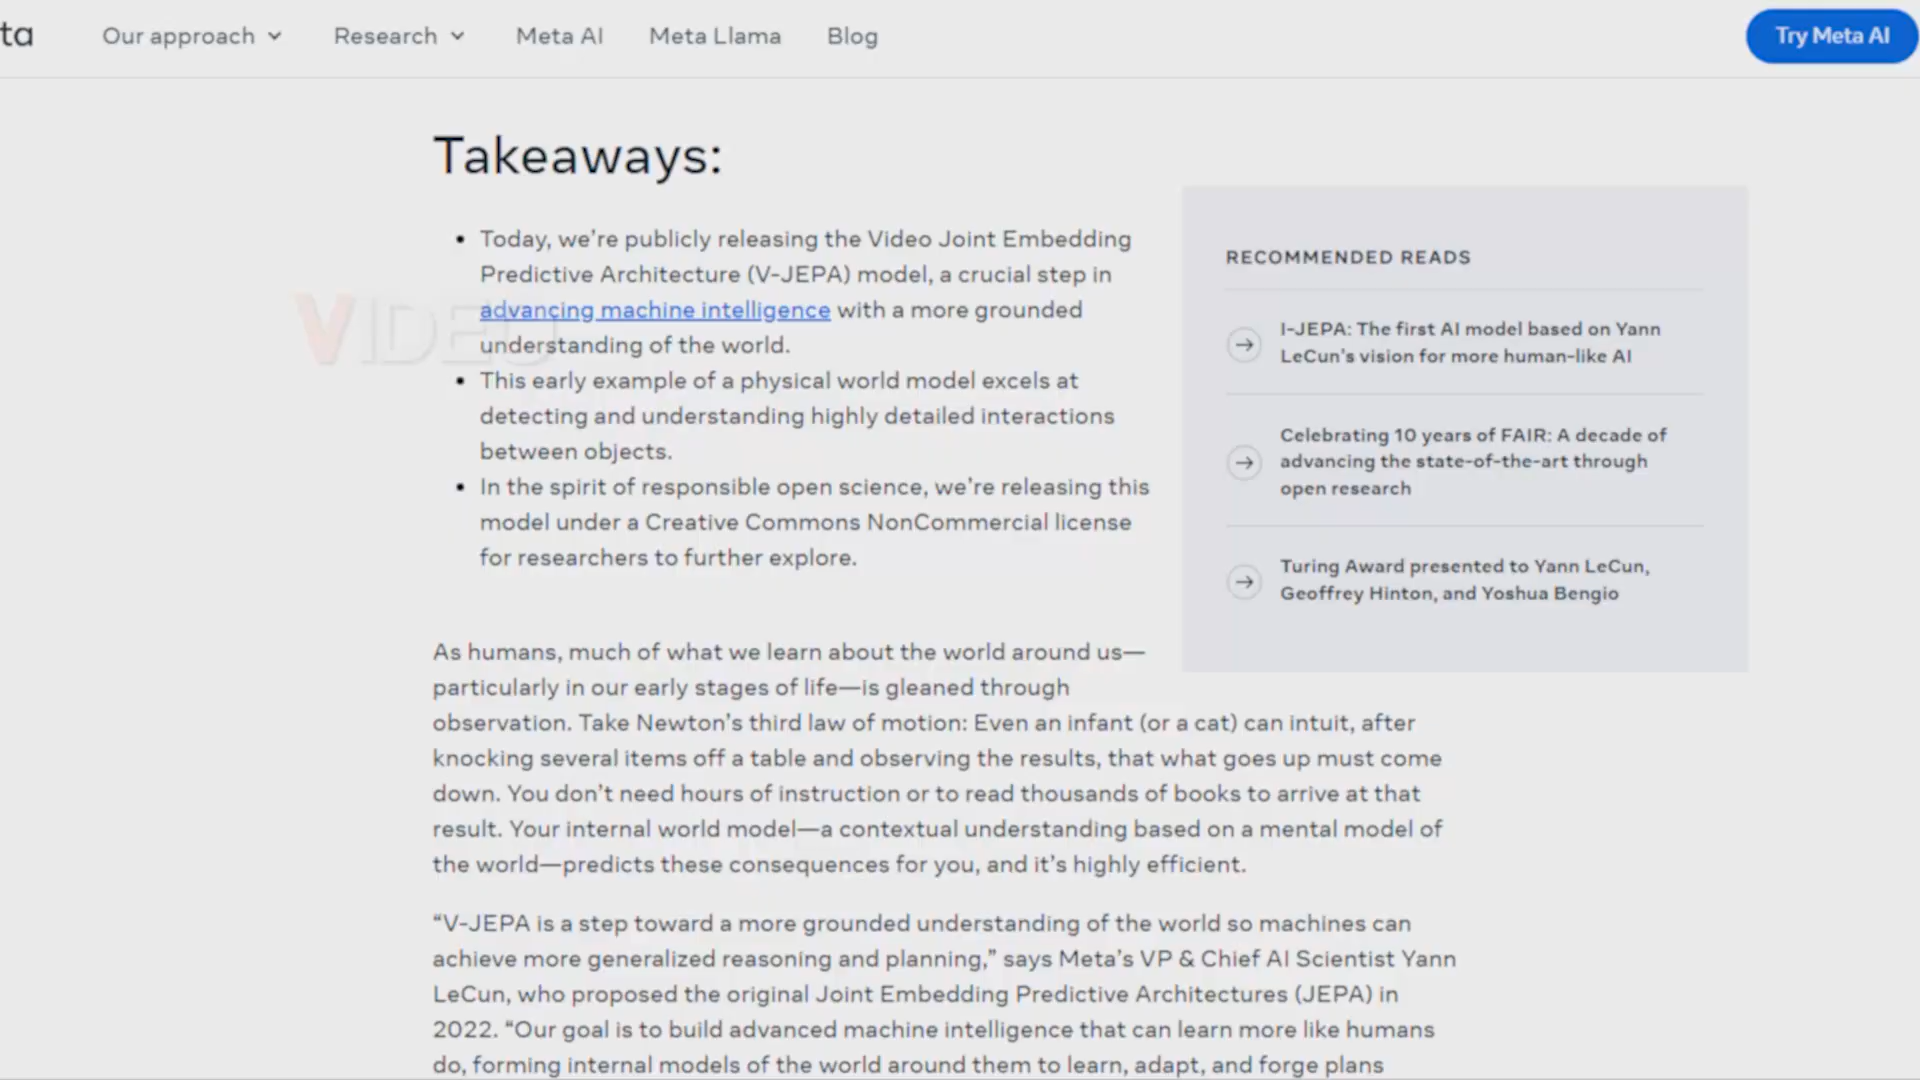 ta
Our approach
Research
Meta AI
Meta Llama
Blog
Try Meta AI
Takeaways:
• Today, we’re publicly releasing the Video Joint Embedding
Predictive Architecture (V-JEPA) model, a crucial step in
advancing machine intelligence with a more grounded
understanding of the world.
• This early example of a physical world model excels at
detecting and understanding highly detailed interactions
between objects.
• In the spirit of responsible open science, we’re releasing this
model under a Creative Commons NonCommercial license
for researchers to further explore.
VIDEO
RECOMMENDED READS
I-JEPA: The first AI model based on Yann
LeCun’s vision for more human-like AI
Celebrating 10 years of FAIR: A decade of
advancing the state-of-the-art through
open research
Turing Award presented to Yann LeCun,
Geoffrey Hinton, and Yoshua Bengio
As humans, much of what we learn about the world around us—
particularly in our early stages of life—is gleaned through
observation. Take Newton’s third law of motion: Even an infant (or a cat) can intuit, after
knocking several items off a table and observing the results, that what goes up must come
down. You don’t need hours of instruction or to read thousands of books to arrive at that
result. Your internal world model—a contextual understanding based on a mental model of
the world—predicts these consequences for you, and it’s highly efficient.
“V-JEPA is a step toward a more grounded understanding of the world so machines can
achieve more generalized reasoning and planning,” says Meta’s VP & Chief AI Scientist Yann
LeCun, who proposed the original Joint Embedding Predictive Architectures (JEPA) in
2022. “Our goal is to build advanced machine intelligence that can learn more like humans
do, forming internal models of the world around them to learn, adapt, and forge plans